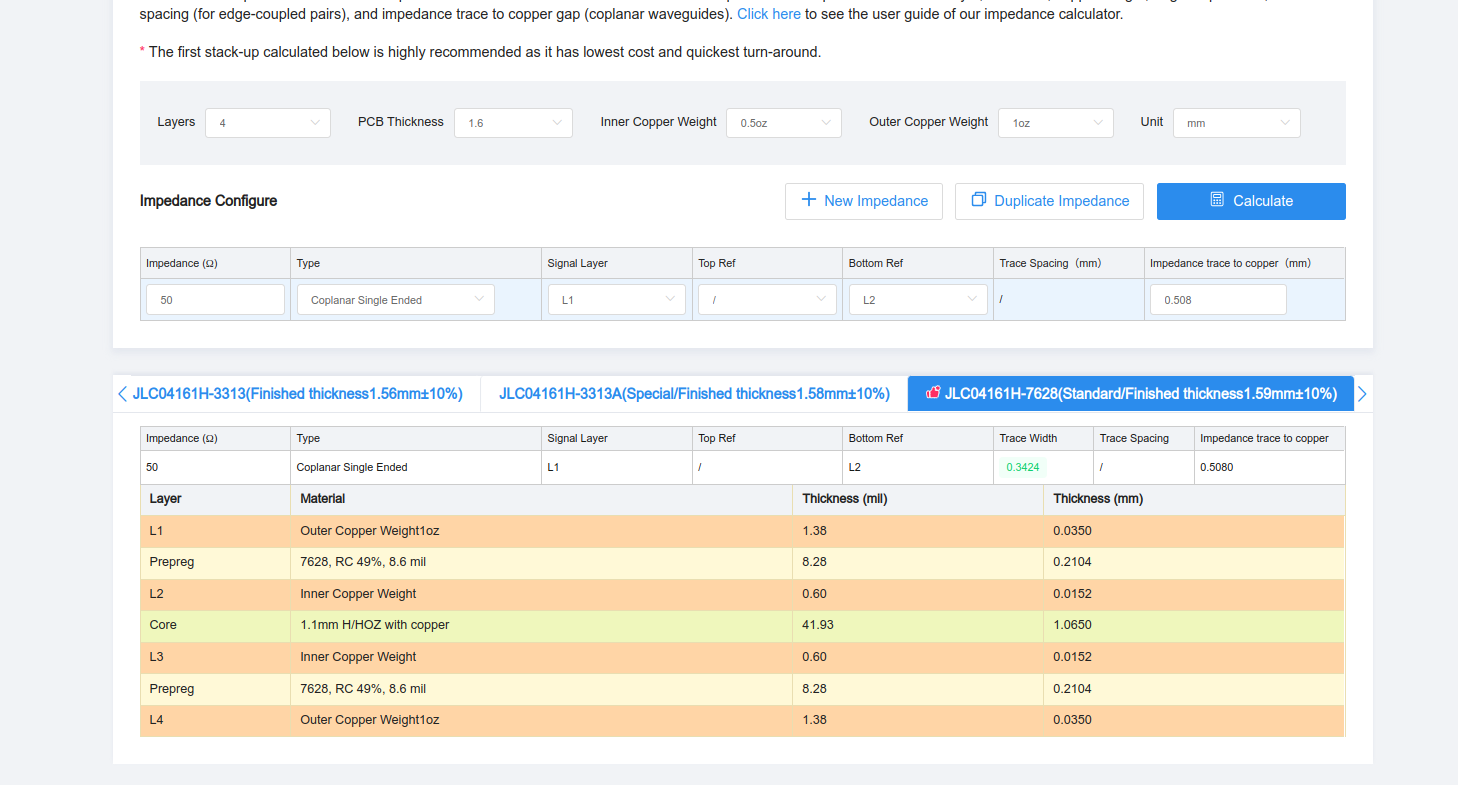 spacing (for edge-coupled pairs), and impedance trace to copper gap (coplanar waveguides). Click here to see the user guide of our impedance calculator.
* The first stack-up calculated below is highly recommended as it has lowest cost and quickest turn-around.
Layers 4 PCB Thickness 1.6 Inner Copper Weight 0.5oz Outer Copper Weight 1oz Unit mm
Impedance Configure New Impedance Duplicate Impedance Calculate
Impedance (Ω) Type Signal Layer Top Ref Bottom Ref Trace Spacing（mm） Impedance trace to copper（mm）
50 Coplanar Single Ended L1 / L2 / 0.508
JLC04161H-3313(Finished thickness1.56mm±10%) JLC04161H-3313A(Special/Finished thickness1.58mm±10%) JLC04161H-7628(Standard/Finished thickness1.59mm±10%)
Impedance (Ω) Type Signal Layer Top Ref Bottom Ref Trace Width Trace Spacing Impedance trace to copper
50 Coplanar Single Ended L1 / L2 0.3424 / 0.5080
Layer Material Thickness (mil) Thickness (mm)
L1 Outer Copper Weight1oz 1.38 0.0350
Prepreg 7628, RC 49%, 8.6 mil 8.28 0.2104
L2 Inner Copper Weight 0.60 0.0152
Core 1.1mm H/HOZ with copper 41.93 1.0650
L3 Inner Copper Weight 0.60 0.0152
Prepreg 7628, RC 49%, 8.6 mil 8.28 0.2104
L4 Outer Copper Weight1oz 1.38 0.0350